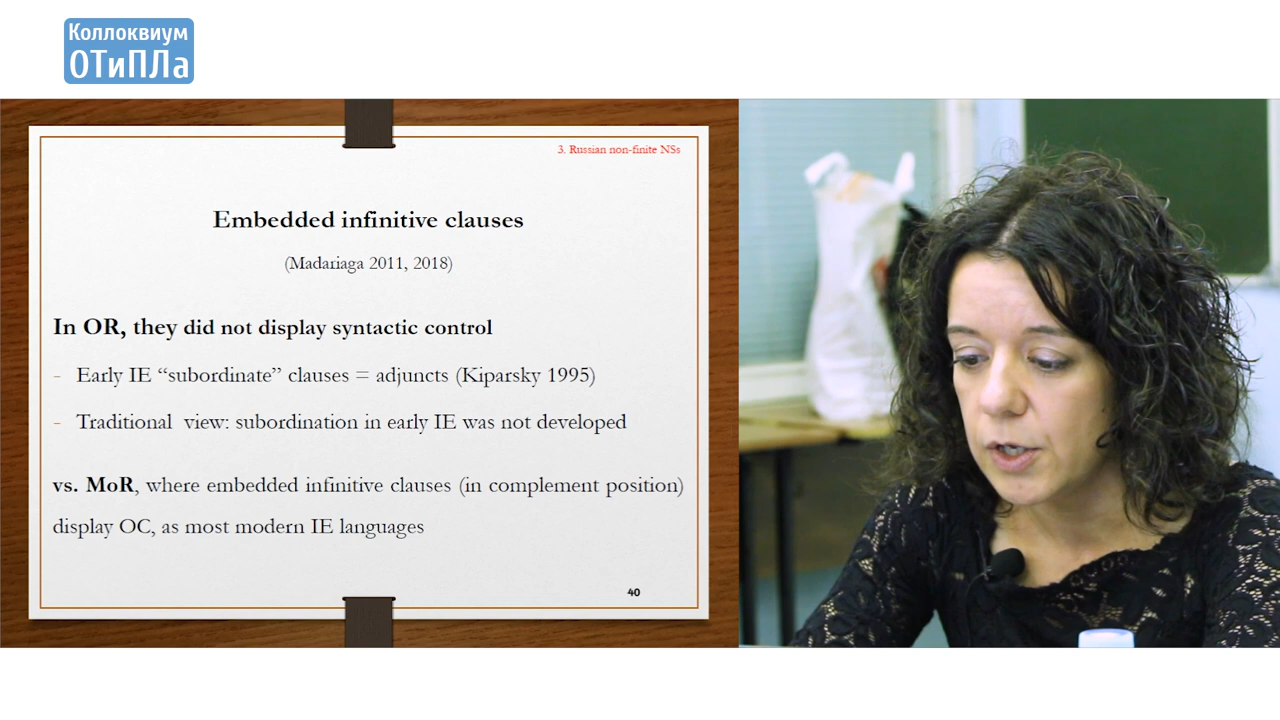 Коллоквиум
ОТиПЛа
3. Russian non-finite NSs
Embedded infinitive clauses
(Madariaga 2011, 2018)
In OR, they did not display syntactic control
- Early IE “subordinate” clauses = adjuncts (Kiparsky 1995)
- Traditional view: subordination in early IE was not developed
vs. MoR, where embedded infinitive clauses (in complement position)
display OC, as most modern IE languages
40